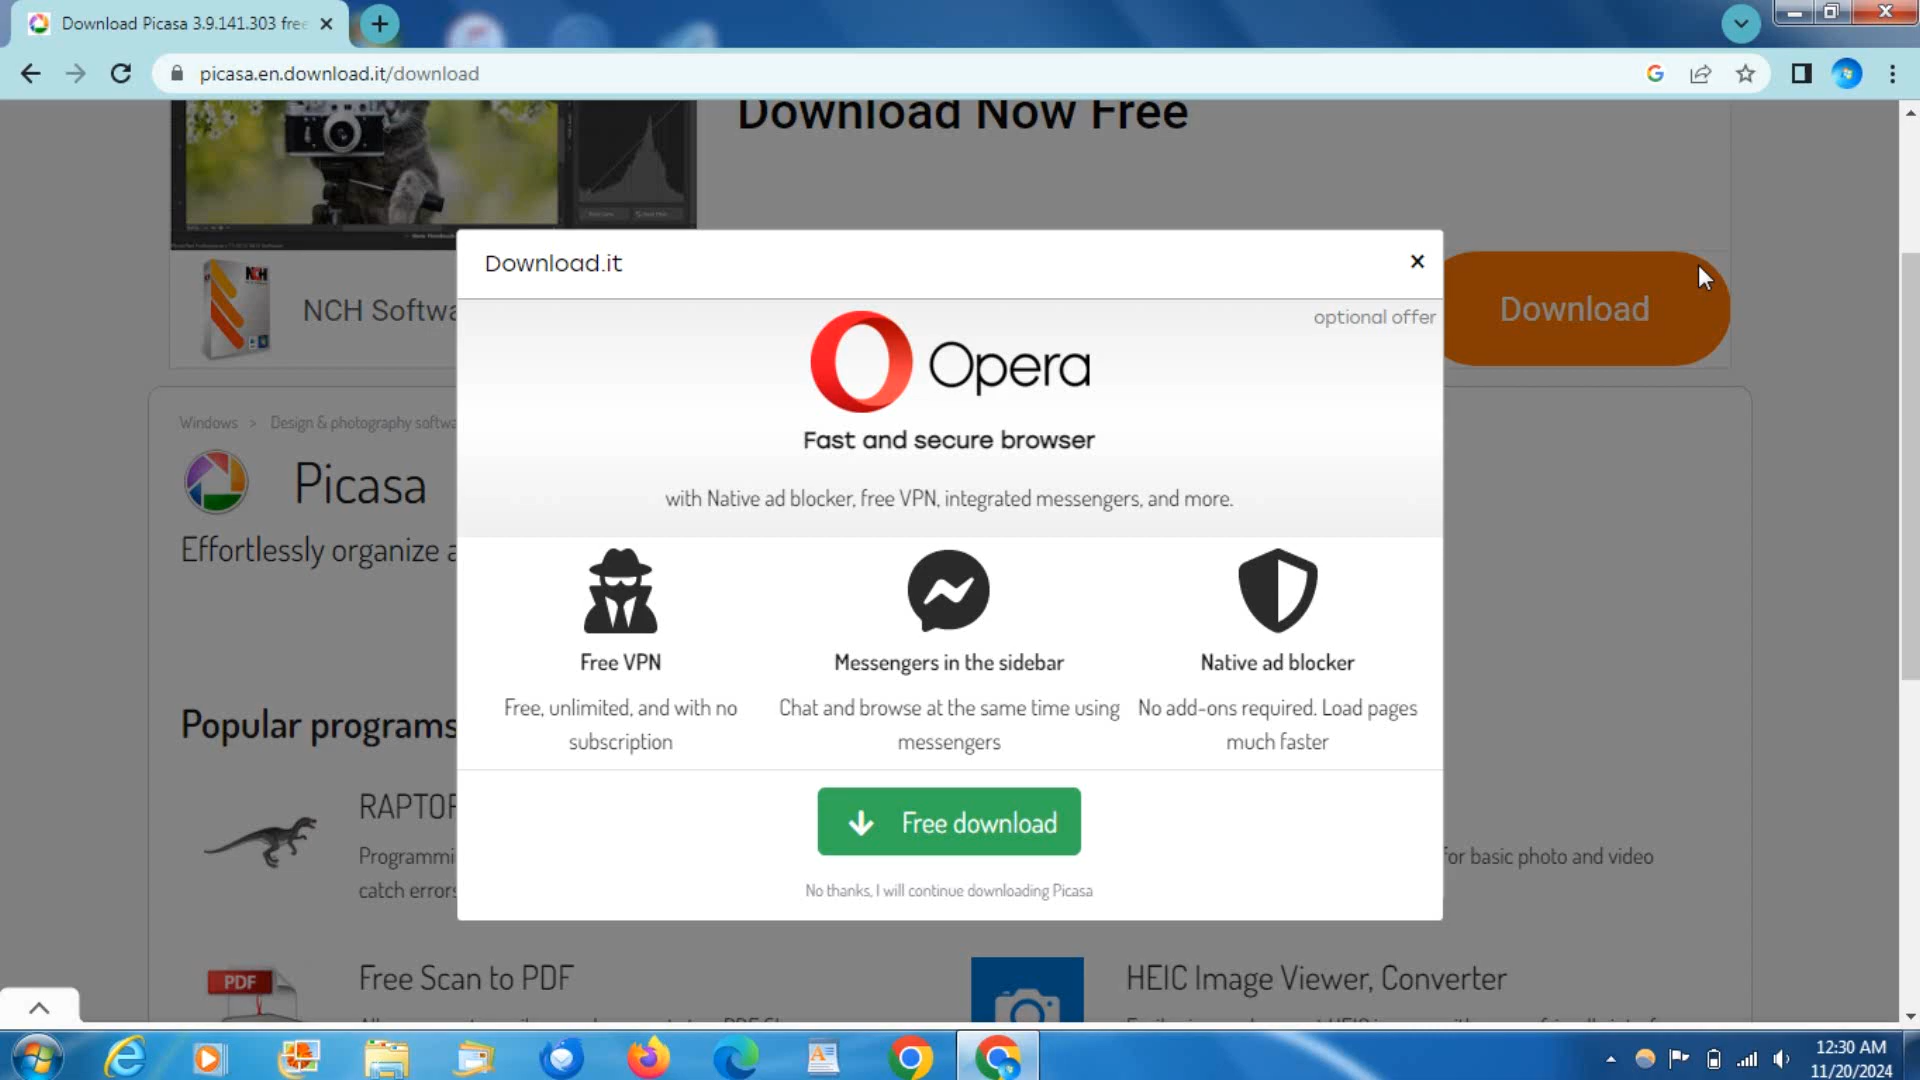 Download Picasa 3.9.141.303 free
picasa.en.download.it/download
Download Now Free
NCH Softwa
Download
Download.it
optional offer
Opera
Fast and secure browser
with Native ad blocker, free VPN, integrated messengers, and more.
Free VPN
Free, unlimited, and with no
subscription
Messengers in the sidebar
Chat and browse at the same time using
messengers
Native ad blocker
No add-ons required. Load pages
much faster
Free download
No thanks, I will continue downloading Picasa
Windows > Design & photography softwa
Picasa
Effortlessly organize a
Popular programs
RAPTOR
Programmi
catch errors
for basic photo and video
PDF
Free Scan to PDF
HEIC Image Viewer, Converter
12:30 AM
11/20/2024